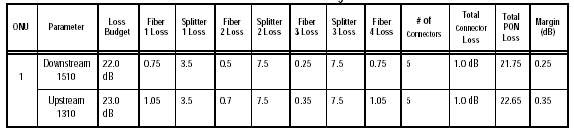 ONU Parameter Loss Budget Fiber 1 Loss Splitter 1 Loss Fiber 2 Loss Splitter 2 Loss Fiber 3 Loss Splitter 3 Loss Fiber 4 Loss # of Connectors Total Connector Loss Total PON Loss Margin (dB)
1 Downstream 1510 22.0 dB 0.75 3.5 0.5 7.5 0.25 7.5 0.75 5 1.0 dB 21.75 0.25
Upstream 1310 23.0 dB 1.05 3.5 0.7 7.5 0.35 7.5 1.05 5 1.0 dB 22.65 0.35